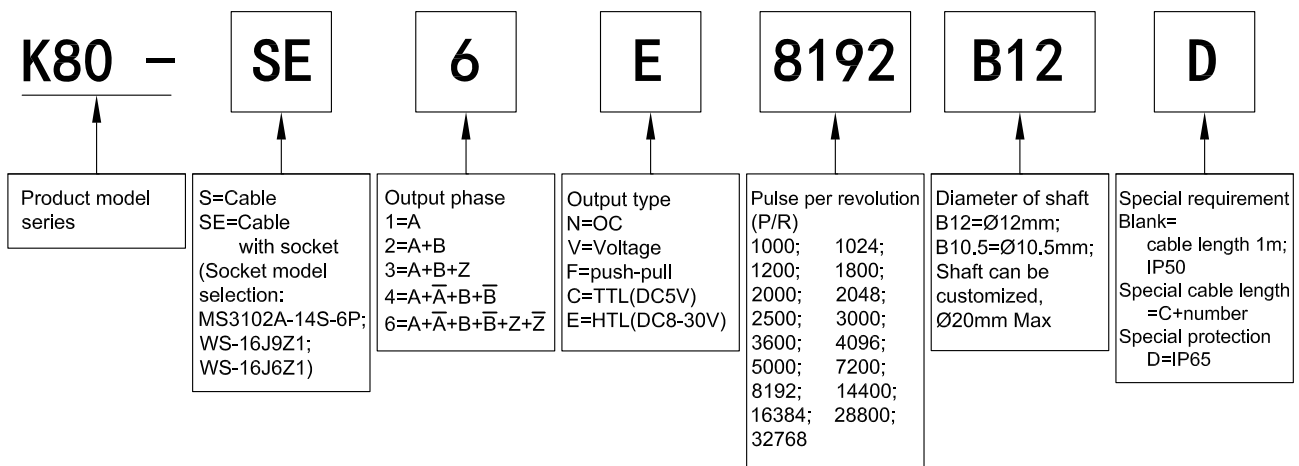 K80 - SE 6 E 8192 B12 D
Product model
series
S=Cable
SE=Cable
with socket
(Socket model
selection:
MS3102A-14S-6P;
WS-16J9Z1;
WS-16J6Z1)
Output phase
1=A
2=A+B
3=A+B+Z
4=A+A̅+B+B̅
6=A+A̅+B+B̅+Z+Z̅
Output type
N=OC
V=Voltage
F=push-pull
C=TTL(DC5V)
E=HTL(DC8-30V)
Pulse per revolution
(P/R)
1000; 1024;
1200; 1800;
2000; 2048;
2500; 3000;
3600; 4096;
5000; 7200;
8192; 14400;
16384; 28800;
32768
Diameter of shaft
B12=Ø12mm;
B10.5=Ø10.5mm;
Shaft can be
customized,
Ø20mm Max
Special requirement
Blank=
cable length 1m;
IP50
Special cable length
=C+number
Special protection
D=IP65